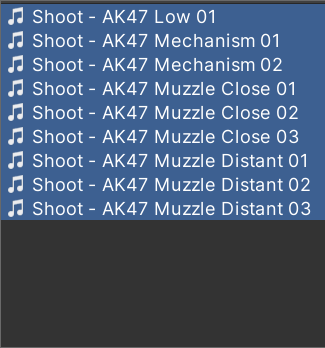 Shoot - AK47 Low 01
Shoot - AK47 Mechanism 01
Shoot - AK47 Mechanism 02
Shoot - AK47 Muzzle Close 01
Shoot - AK47 Muzzle Close 02
Shoot - AK47 Muzzle Close 03
Shoot - AK47 Muzzle Distant 01
Shoot - AK47 Muzzle Distant 02
Shoot - AK47 Muzzle Distant 03